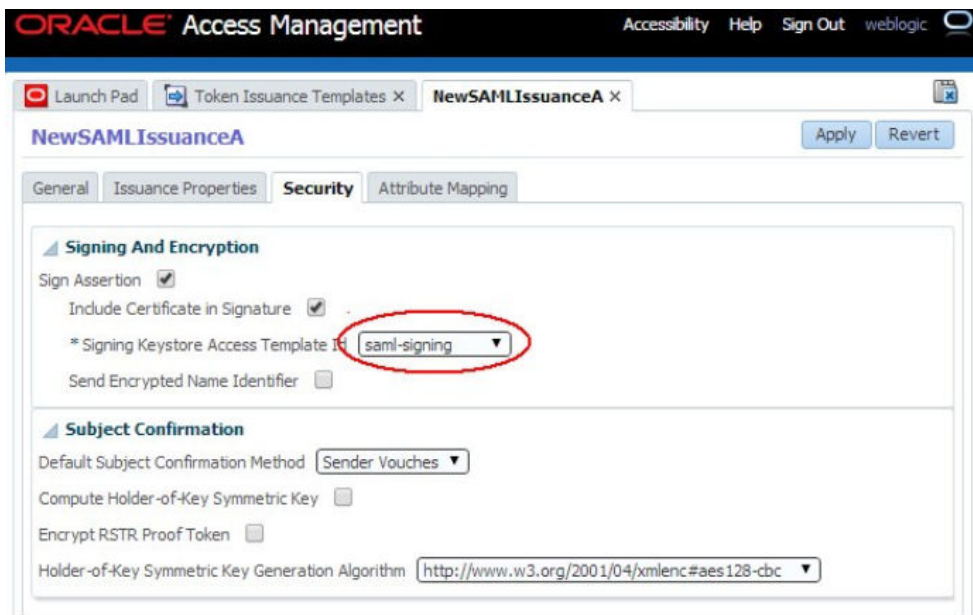 ORACLE® Access Management Accessibility Help Sign Out weblogic
Launch Pad Token Issuance Templates × NewSAMLIssuanceA ×
NewSAMLIssuanceA Apply Revert
General Issuance Properties Security Attribute Mapping
Signing And Encryption
Sign Assertion
Include Certificate in Signature
* Signing Keystore Access Template Id saml-signing
Send Encrypted Name Identifier
Subject Confirmation
Default Subject Confirmation Method Sender Vouches
Compute Holder-of-Key Symmetric Key
Encrypt RSTR Proof Token
Holder-of-Key Symmetric Key Generation Algorithm http://www.w3.org/2001/04/xmlenc#aes128-cbc